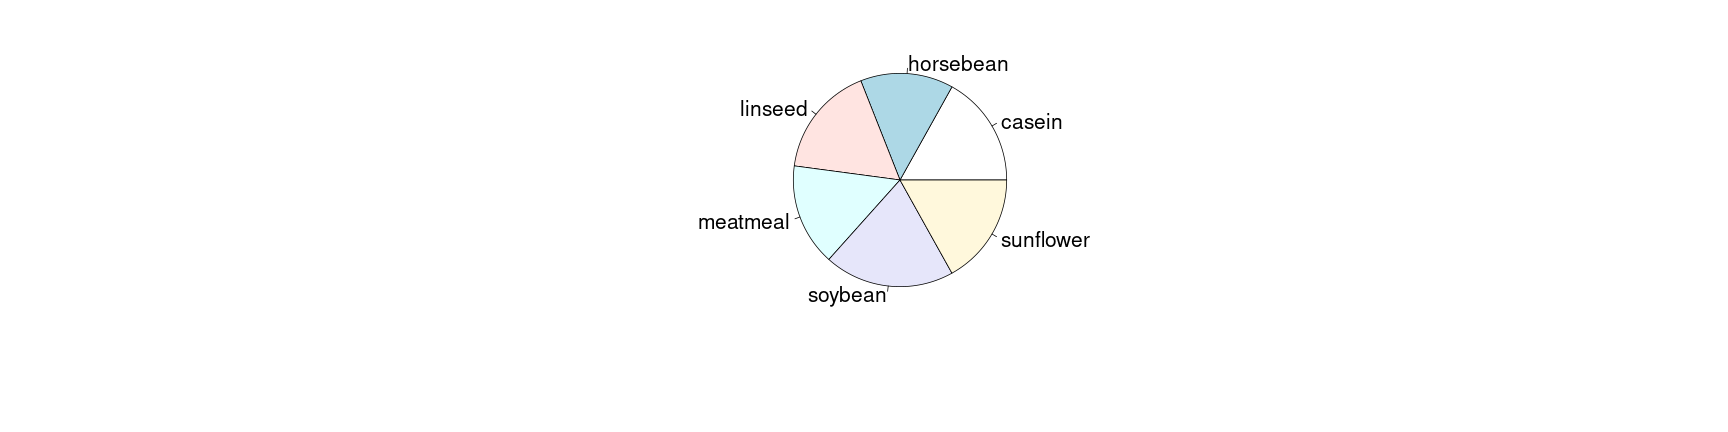 horsebean
linseed
casein
meatmeal
sunflower
soybean